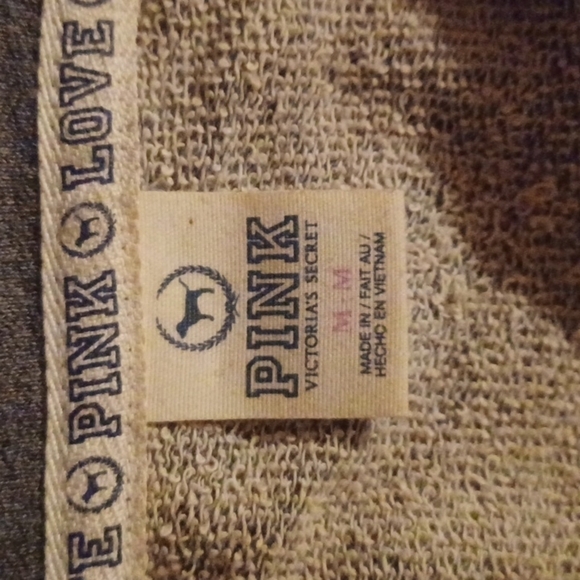 E PINK LOVE
PINK
VICTORIA'S SECRET
M · M
MADE IN / FAIT AU /
HECHO EN VIETNAM